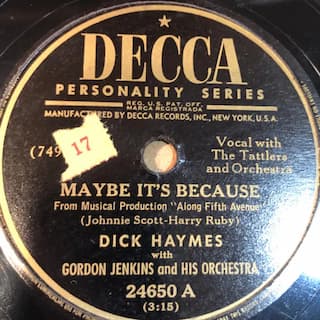 DECCA
PERSONALITY SERIES
REG. U.S. PAT. OFF.
MARCA REGISTRADA
MANUFACTURED BY DECCA RECORDS, INC., NEW YORK, U.S.A.
(749
17
Vocal with
The Tattlers
and Orchestra
MAYBE IT'S BECAUSE
From Musical Production "Along Fifth Avenue"
(Johnnie Scott-Harry Ruby)
DICK HAYMES
with
GORDON JENKINS and HIS ORCHESTRA
24650 A
(3:15)